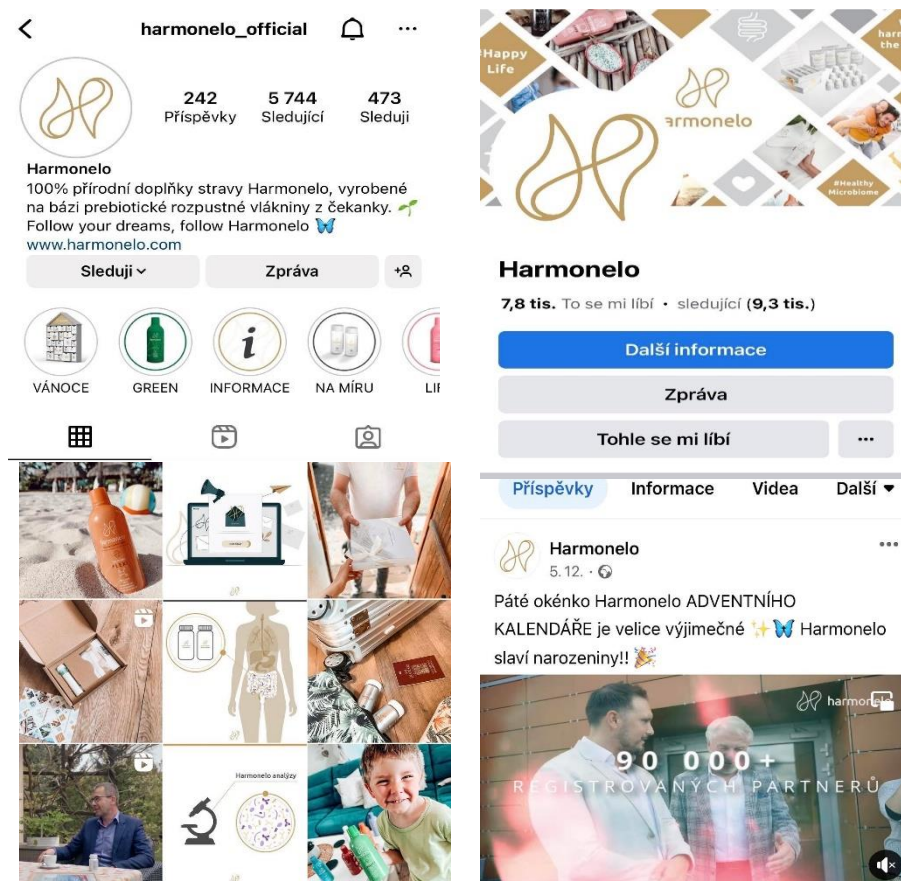 harmonelo_official
242
5 744
473
Příspěvky
Sledující
Sleduji
Harmonelo
100% přírodní doplňky stravy Harmonelo, vyrobené
na bázi prebiotické rozpustné vlákniny z čekanky.
Follow your dreams, follow Harmonelo
www.harmonelo.com
Sleduji
Zpráva
VÁNOCE
GREEN
INFORMACE
NA MÍRU
LIF
Harmonelo analýzy
#Happy
Life
harm
the
armonelo
#Healthy
Microbiome
Harmonelo
7,8 tis. To se mi líbí • sledující (9,3 tis.)
Další informace
Zpráva
Tohle se mi líbí
Příspěvky
Informace
Videa
Další
Harmonelo
5. 12.
Páté okénko Harmonelo ADVENTNÍHO
KALENDÁŘE je velice výjimečné ✨🦋 Harmonelo
slaví narozeniny!! 🎉
harmonelo
90 000+
REGISTROVANÝCH PARTNERŮ